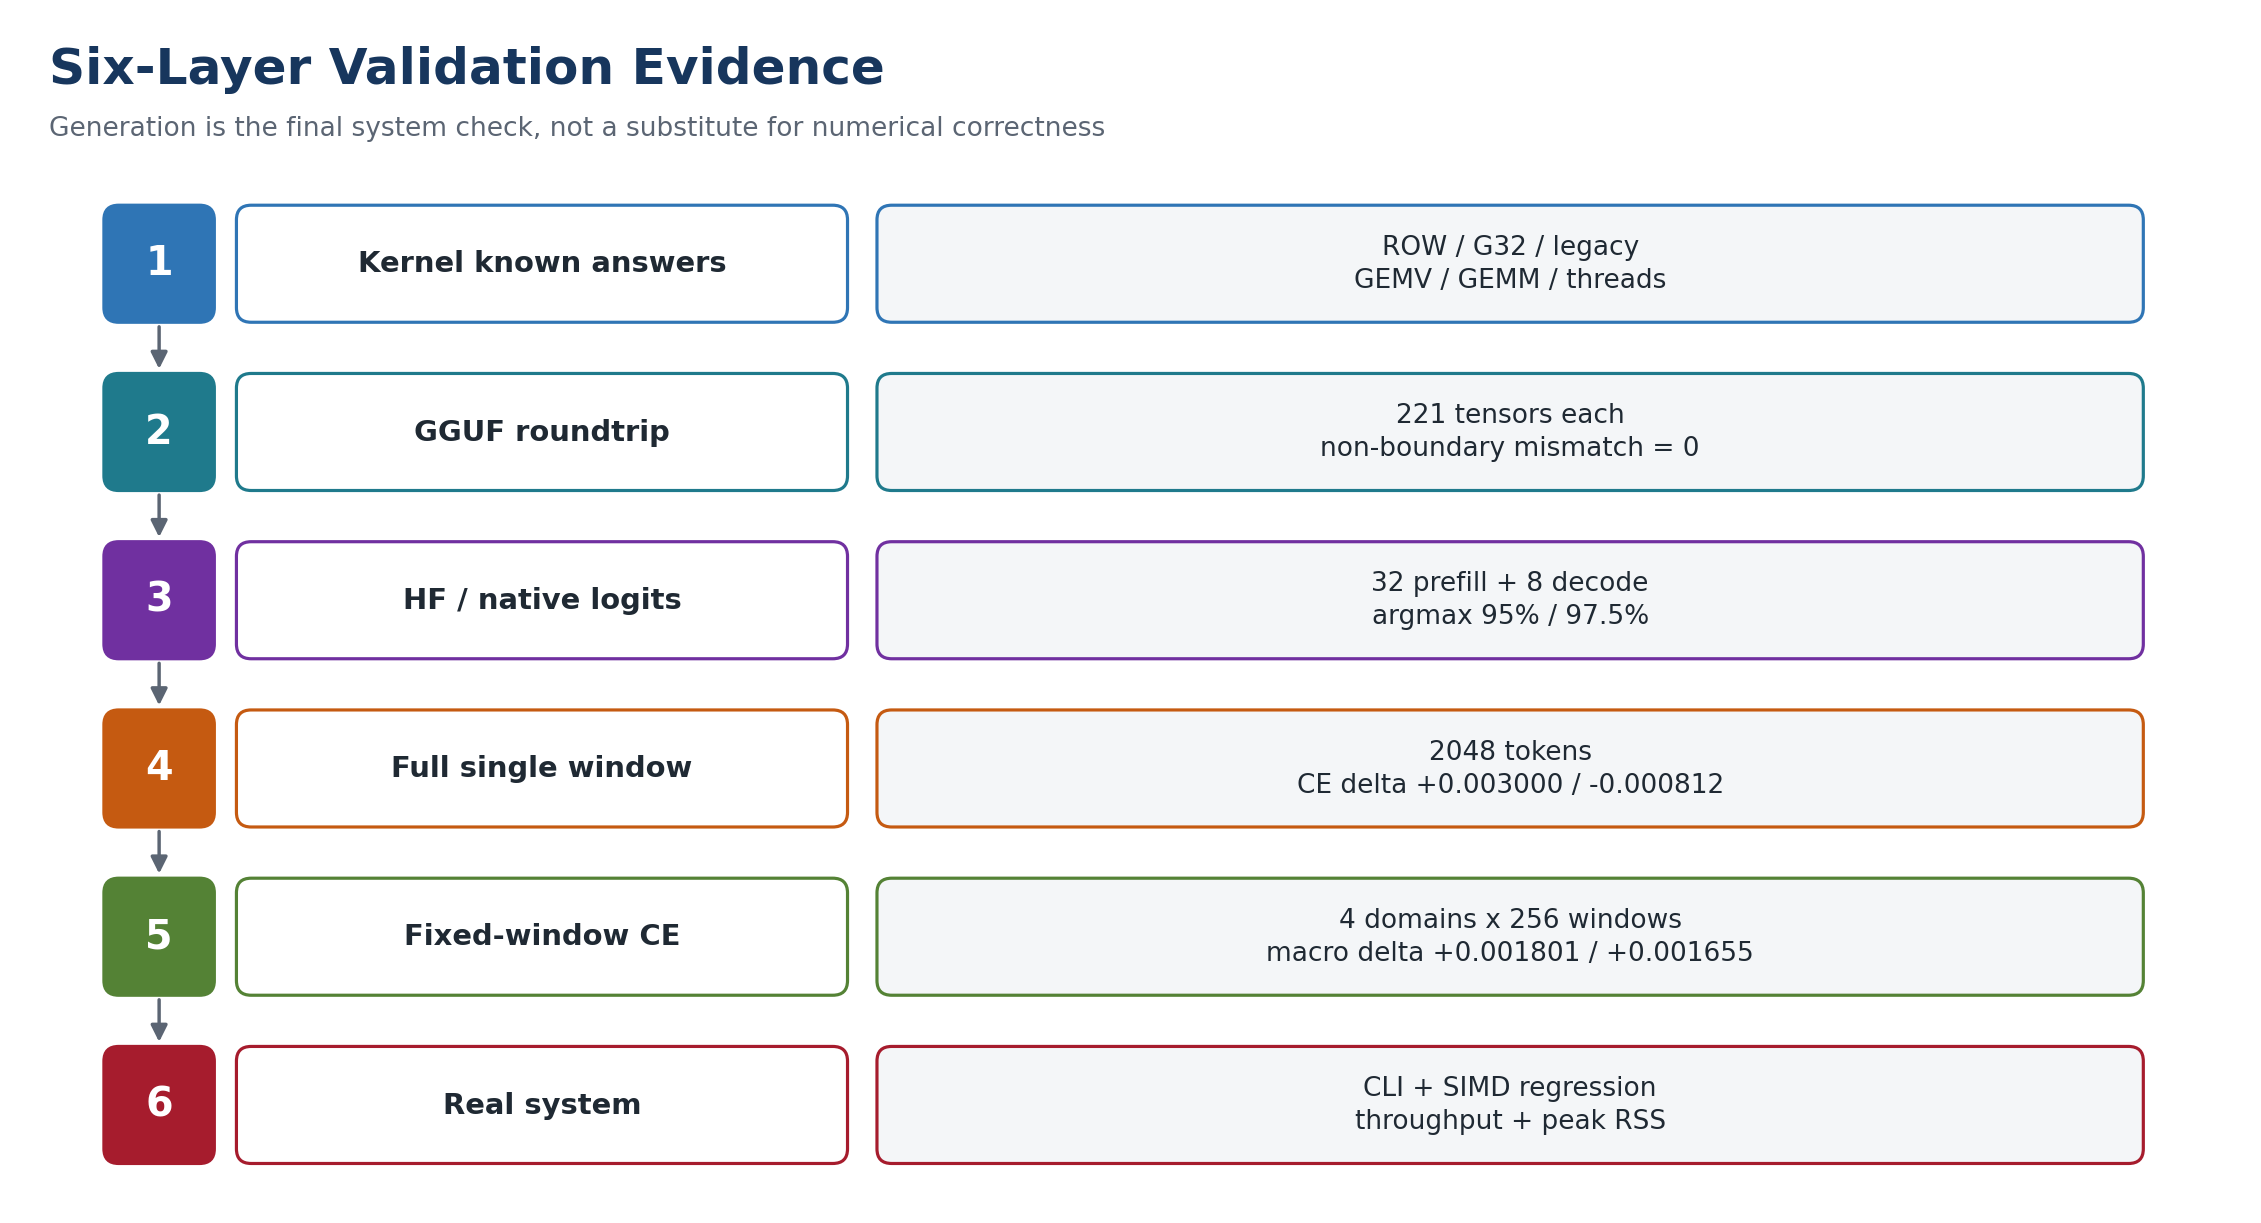 Six-Layer Validation Evidence
Generation is the final system check, not a substitute for numerical correctness
1
Kernel known answers
ROW / G32 / legacy
GEMV / GEMM / threads
2
GGUF roundtrip
221 tensors each
non-boundary mismatch = 0
3
HF / native logits
32 prefill + 8 decode
argmax 95% / 97.5%
4
Full single window
2048 tokens
CE delta +0.003000 / -0.000812
5
Fixed-window CE
4 domains x 256 windows
macro delta +0.001801 / +0.001655
6
Real system
CLI + SIMD regression
throughput + peak RSS